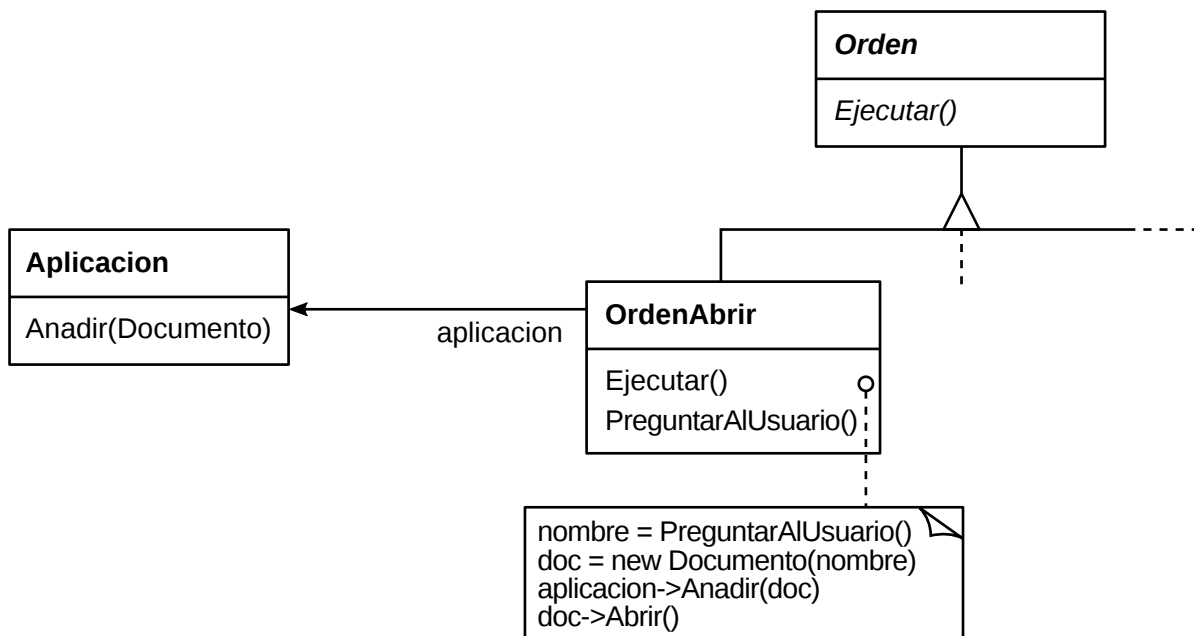 Orden
Ejecutar()
Aplicacion
Anadir(Documento)
aplicacion
OrdenAbrir
Ejecutar()
PreguntarAlUsuario()
nombre = PreguntarAlUsuario()
doc = new Documento(nombre)
aplicacion->Anadir(doc)
doc->Abrir()